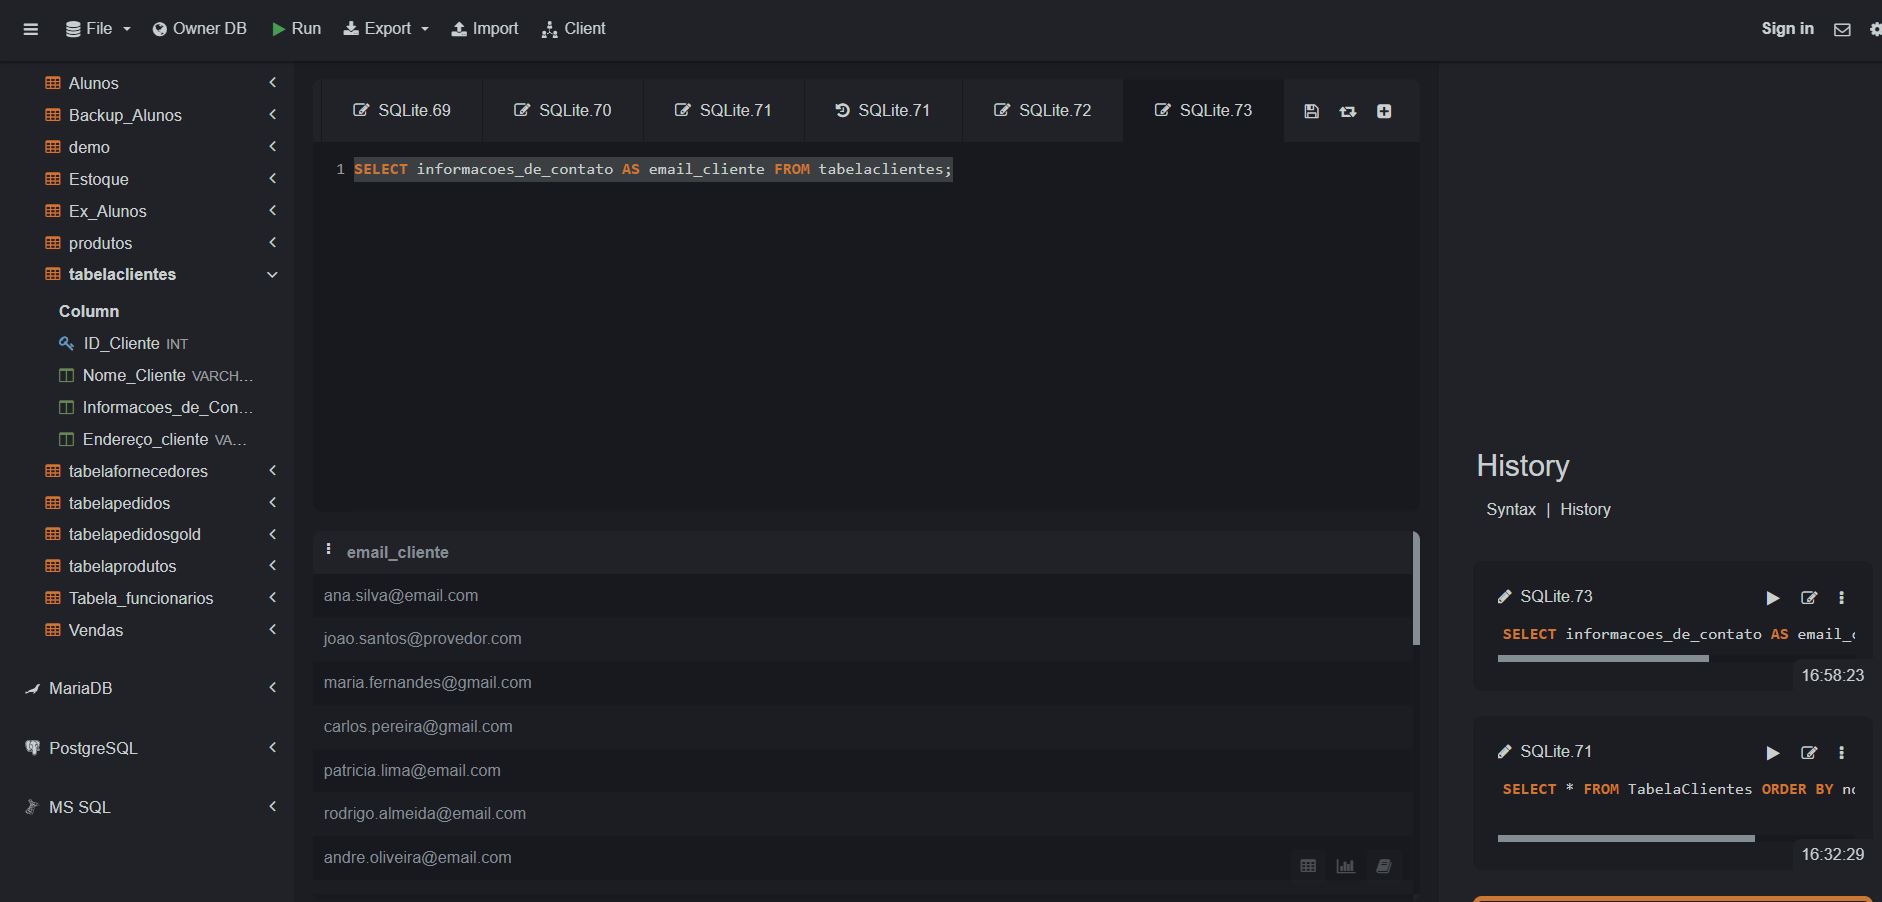 File Owner DB Run Export Import Client Sign in
Alunos
Backup_Alunos
demo
Estoque
Ex_Alunos
produtos
tabelaclientes
Column
ID_Cliente INT
Nome_Cliente VARCH...
Informacoes_de_Con...
Endereço_cliente VA...
tabelafornecedores
tabelapedidos
tabelapedidosgold
tabelaprodutos
Tabela_funcionarios
Vendas
MariaDB
PostgreSQL
MS SQL
SQLite.69 SQLite.70 SQLite.71 SQLite.71 SQLite.72 SQLite.73
1 SELECT informacoes_de_contato AS email_cliente FROM tabelaclientes;
email_cliente
ana.silva@email.com
joao.santos@provedor.com
maria.fernandes@gmail.com
carlos.pereira@gmail.com
patricia.lima@email.com
rodrigo.almeida@email.com
andre.oliveira@email.com
History
Syntax | History
SQLite.73
SELECT informacoes_de_contato AS email_c
16:58:23
SQLite.71
SELECT * FROM TabelaClientes ORDER BY no
16:32:29